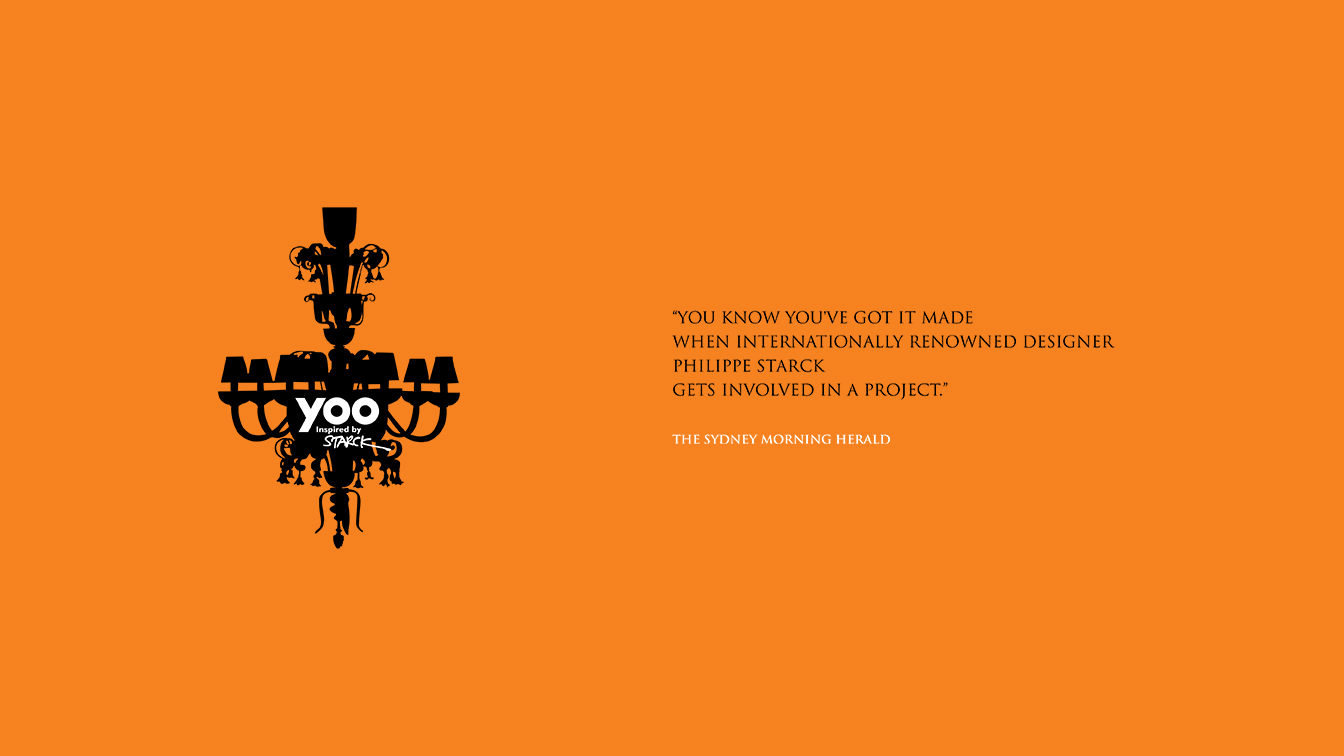 yoo
Inspired by
STARCK
“YOU KNOW YOU’VE GOT IT MADE
WHEN INTERNATIONALLY RENOWNED DESIGNER
PHILIPPE STARCK
GETS INVOLVED IN A PROJECT.”
THE SYDNEY MORNING HERALD